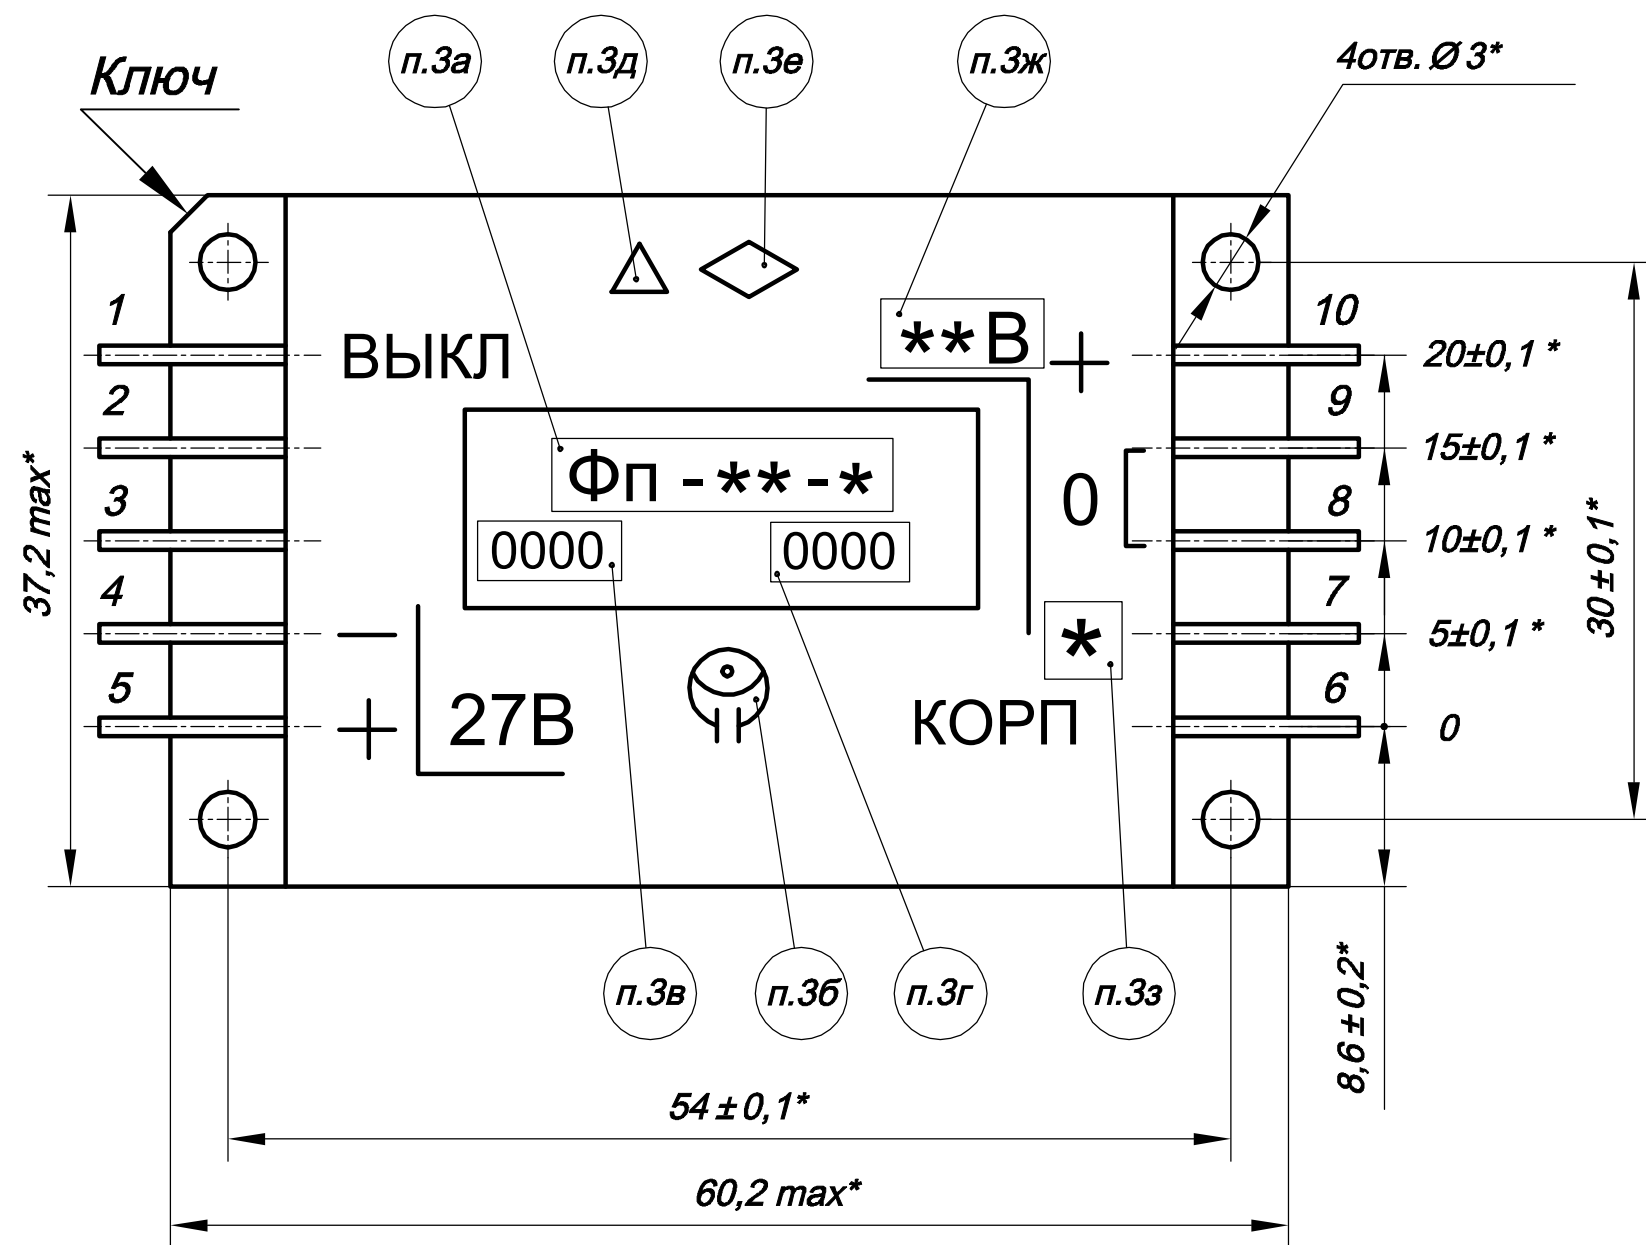 п.3а п.3д п.3е п.3ж 4отв. Ø 3*
Ключ
1
ВЫКЛ
**В
+
10
20±0,1 *
2
9
15±0,1 *
Фп -**-*
3
0
8
10±0,1 *
0000 0000
37,2 max*
30±0,1*
4
–
*
7
5±0,1 *
5
+
27В
КОРП
6
0
п.3в п.3б п.3г п.3з
8,6±0,2*
54±0,1*
60,2 max*